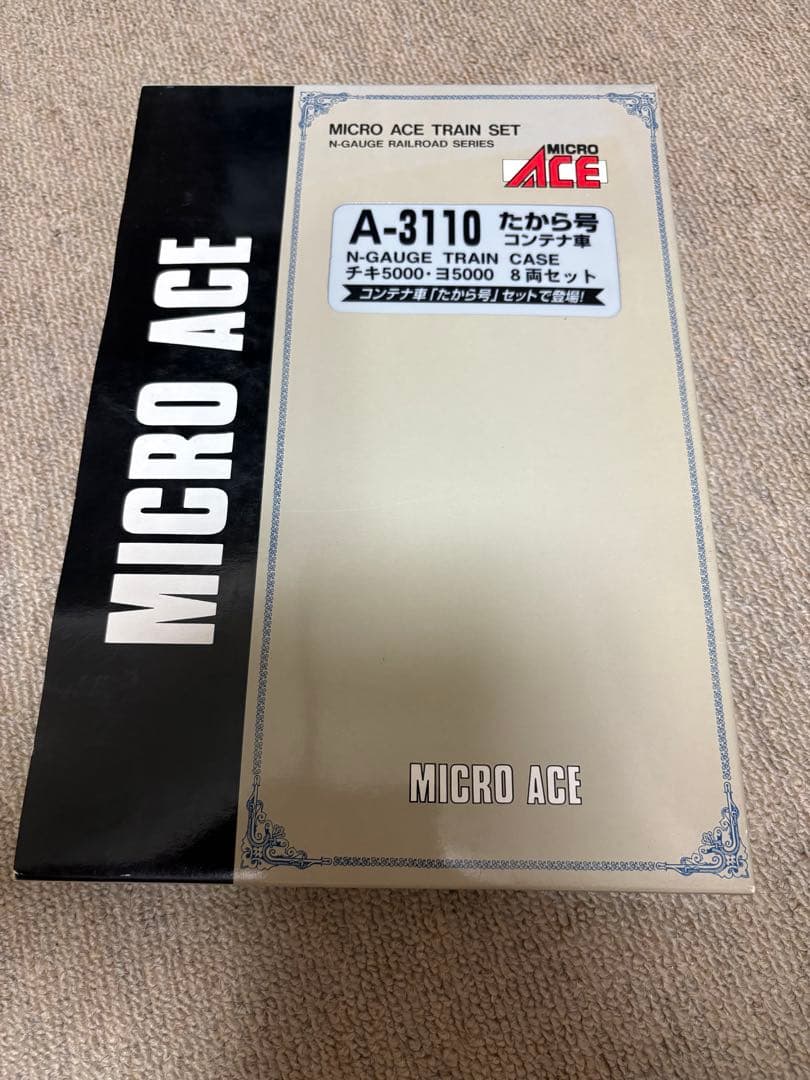 MICRO ACE
MICRO ACE TRAIN SET
N-GAUGE RAILROAD SERIES
MICRO
ACE
A-3110 たから号
コンテナ車
N-GAUGE TRAIN CASE
チキ5000・ヨ5000 8両セット
コンテナ車「たから号」セットで登場!
MICRO ACE